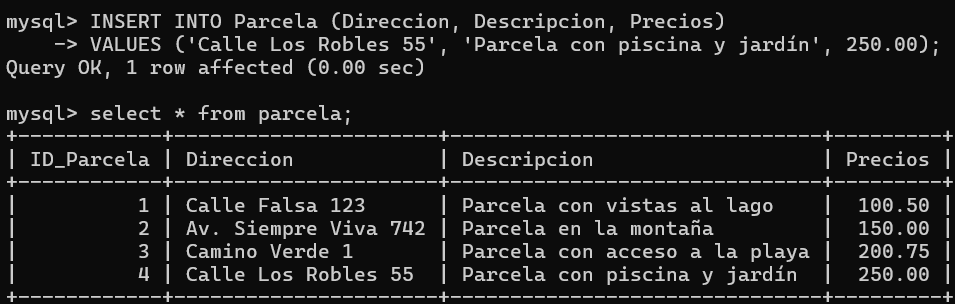 mysql> INSERT INTO Parcela (Direccion, Descripcion, Precios)
    -> VALUES ('Calle Los Robles 55', 'Parcela con piscina y jardín', 250.00);
Query OK, 1 row affected (0.00 sec)

mysql> select * from parcela;
+------------+----------------------+-------------------------------+---------+
| ID_Parcela | Direccion            | Descripcion                   | Precios |
+------------+----------------------+-------------------------------+---------+
|          1 | Calle Falsa 123      | Parcela con vistas al lago    |  100.50 |
|          2 | Av. Siempre Viva 742 | Parcela en la montaña         |  150.00 |
|          3 | Camino Verde 1       | Parcela con acceso a la playa |  200.75 |
|          4 | Calle Los Robles 55  | Parcela con piscina y jardín  |  250.00 |
+------------+----------------------+-------------------------------+---------+